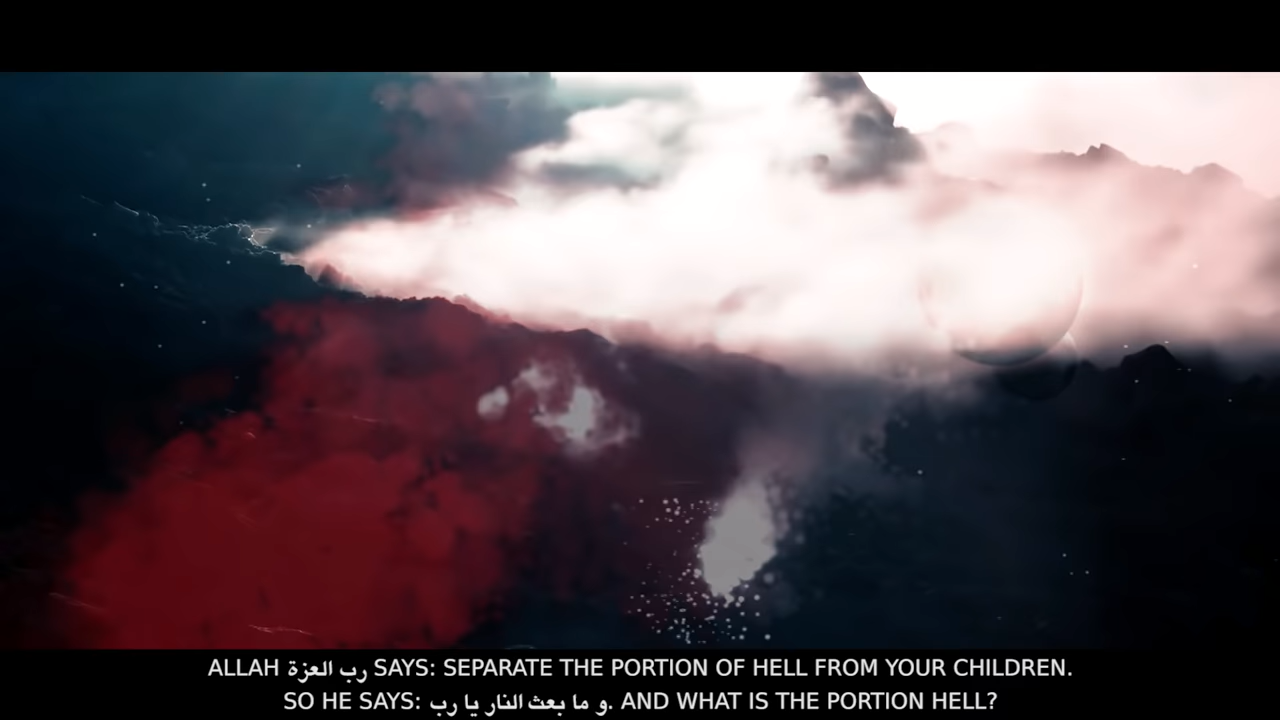 ALLAH رب العزة SAYS: SEPARATE THE PORTION OF HELL FROM YOUR CHILDREN.
SO HE SAYS: و ما بعث النار يا رب. AND WHAT IS THE PORTION HELL?